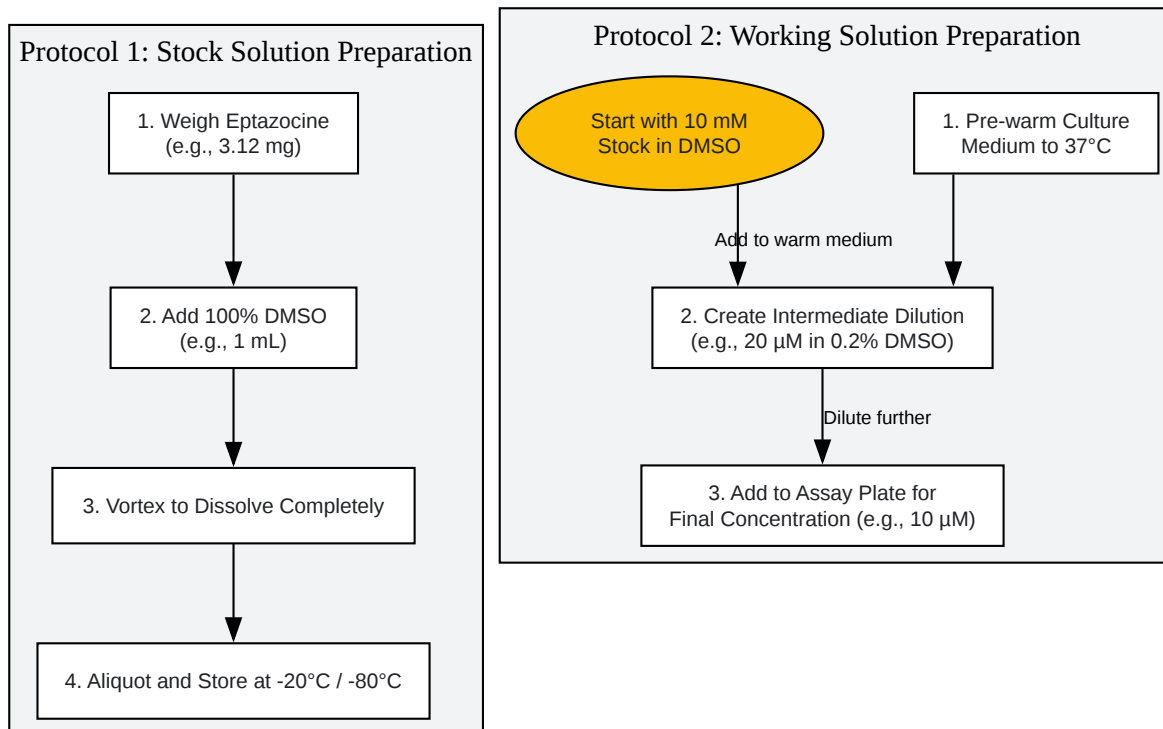 Protocol 1: Stock Solution Preparation
1. Weigh Eptazocine
(e.g., 3.12 mg)
2. Add 100% DMSO
(e.g., 1 mL)
3. Vortex to Dissolve Completely
4. Aliquot and Store at -20°C / -80°C
Protocol 2: Working Solution Preparation
Start with 10 mM
Stock in DMSO
1. Pre-warm Culture
Medium to 37°C
Add to warm medium
2. Create Intermediate Dilution
(e.g., 20 µM in 0.2% DMSO)
Dilute further
3. Add to Assay Plate for
Final Concentration (e.g., 10 µM)